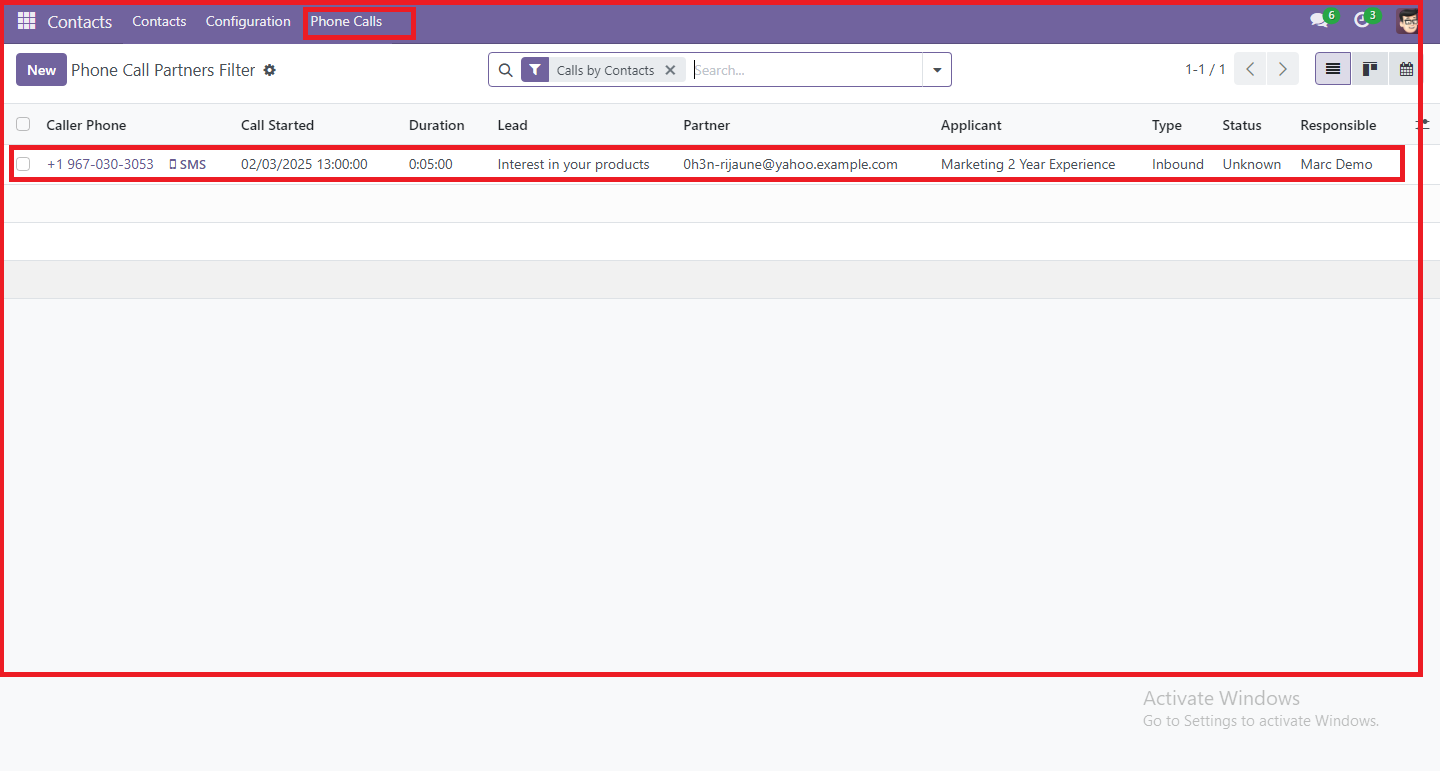 Contacts Contacts Configuration Phone Calls 6 3
New Phone Call Partners Filter Calls by Contacts Search... 1-1 / 1
Caller Phone Call Started Duration Lead Partner Applicant Type Status Responsible
+1 967-030-3053 SMS 02/03/2025 13:00:00 0:05:00 Interest in your products 0h3n-rijaune@yahoo.example.com Marketing 2 Year Experience Inbound Unknown Marc Demo
Activate Windows
Go to Settings to activate Windows.